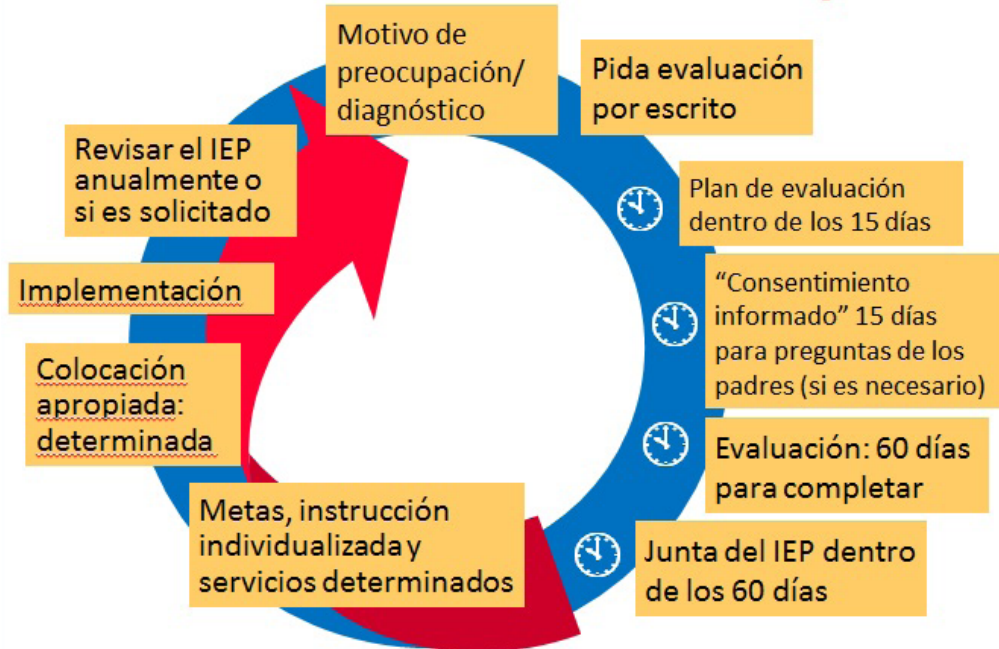 Motivo de
preocupación/
diagnóstico
Pida evaluación
por escrito
Plan de evaluación
dentro de los 15 días
“Consentimiento
informado” 15 días
para preguntas de los
padres (si es necesario)
Evaluación: 60 días
para completar
Junta del IEP dentro
de los 60 días
Metas, instrucción
individualizada y
servicios determinados
Colocación
apropiada:
determinada
Implementación
Revisar el IEP
anualmente o
si es solicitado